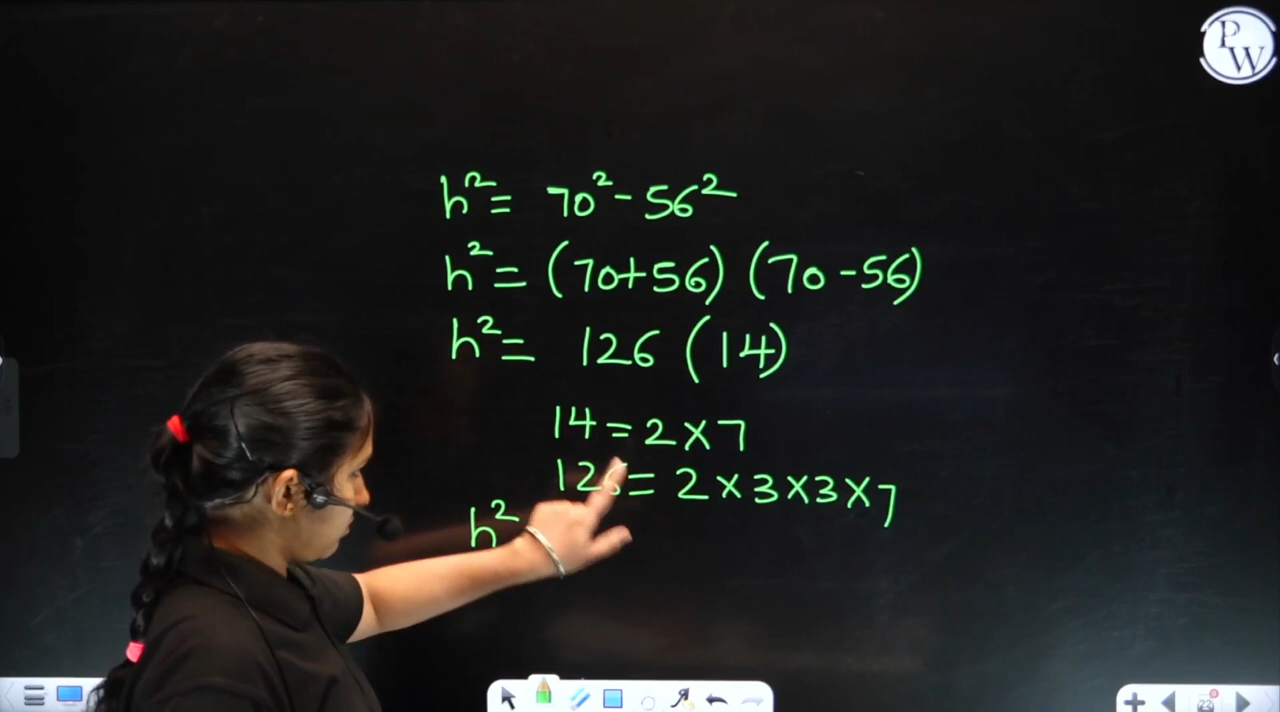 PW
h² = 70² - 56²
h² = (70+56) (70-56)
h² = 126 (14)
14 = 2 × 7
126 = 2 × 3 × 3 × 7
h²